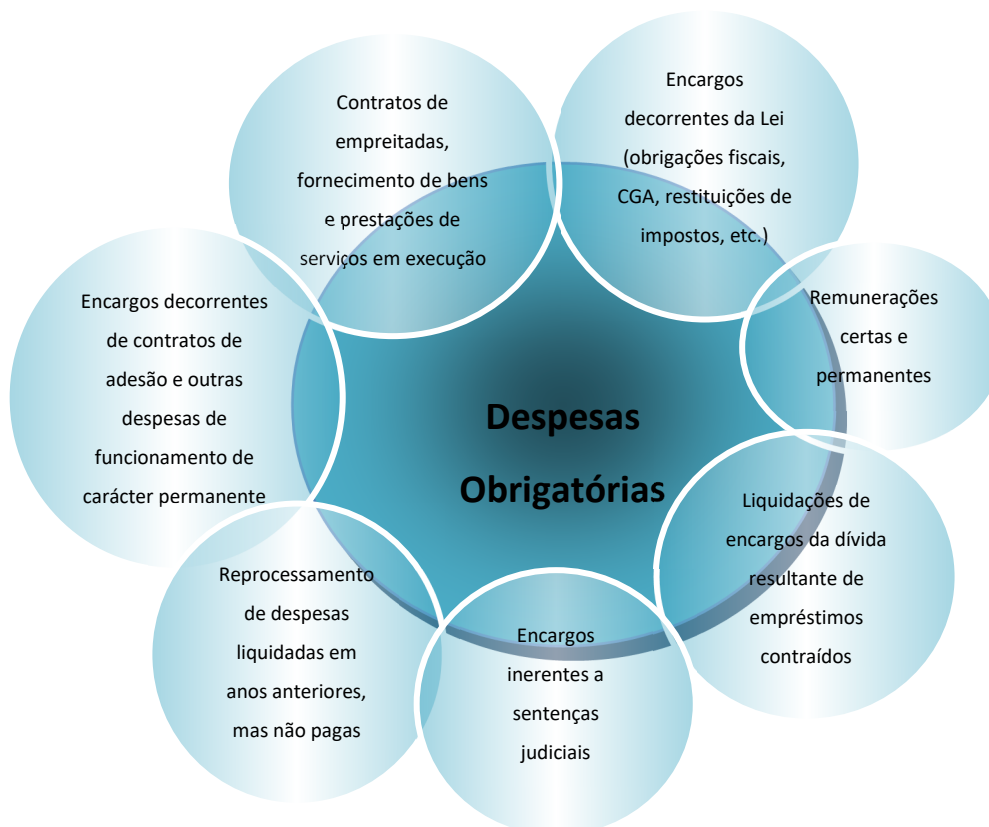 Encargos
decorrentes da Lei
(obrigações fiscais,
CGA, restituições de
impostos, etc.)
Contratos de
empreitadas,
fornecimento de bens
e prestações de
serviços em execução
Remunerações
certas e
permanentes
Encargos decorrentes
de contratos de
adesão e outras
despesas de
funcionamento de
carácter permanente
Despesas
Obrigatórias
Liquidações de
encargos da dívida
resultante de
empréstimos
contraídos
Reprocessamento
de despesas
liquidadas em
anos anteriores,
mas não pagas
Encargos
inerentes a
sentenças
judiciais